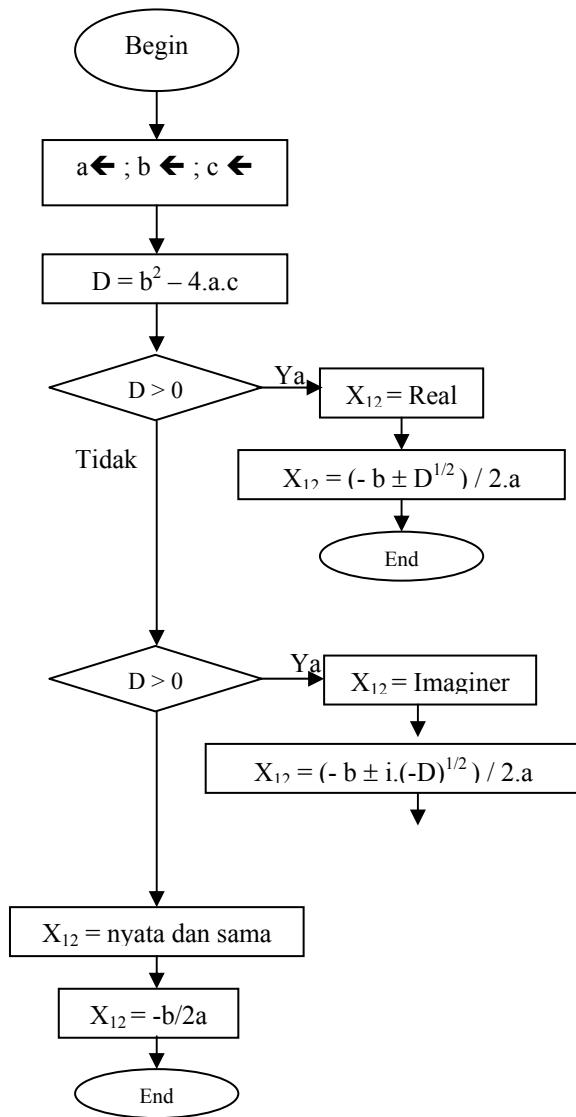 Begin
a🡸 ; b 🡸 ; c 🡸
D = b² – 4.a.c
D > 0
Ya
X₁₂ = Real
Tidak
X₁₂ = (- b ± D^1/2 ) / 2.a
End
D > 0
Ya
X₁₂ = Imaginer
X₁₂ = (- b ± i.(-D)^1/2 ) / 2.a
X₁₂ = nyata dan sama
X₁₂ = -b/2a
End